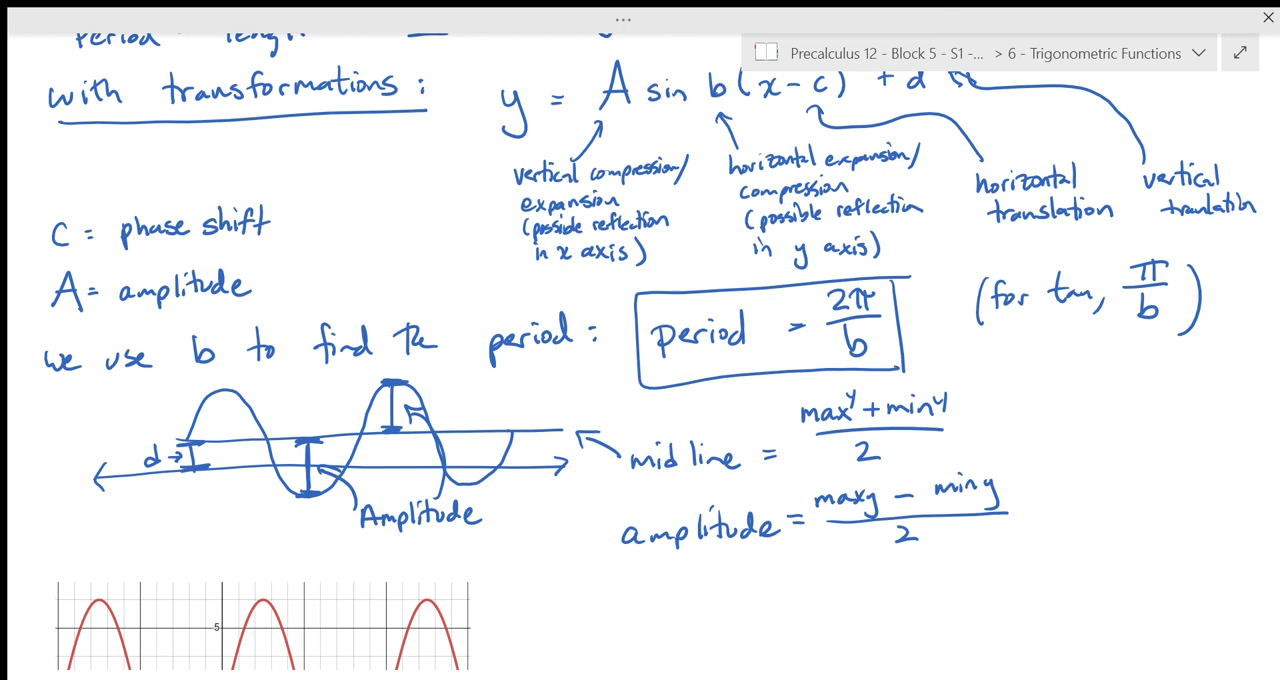 ...
Precalculus 12 - Block 5 - S1 -... > 6 - Trigonometric Functions
Period length
with transformations :
y = A sin b(x-c) + d
vertical compression/
expansion
(possible reflection
in x axis)
horizontal expansion/
compression
(possible reflection
in y axis)
horizontal
translation
vertical
translation
C = phase shift
A = amplitude
we use b to find the period :
period = 2π/b
(for tan, π/b)
d →
Amplitude
mid line = max y + min y / 2
amplitude = max y - min y / 2
5